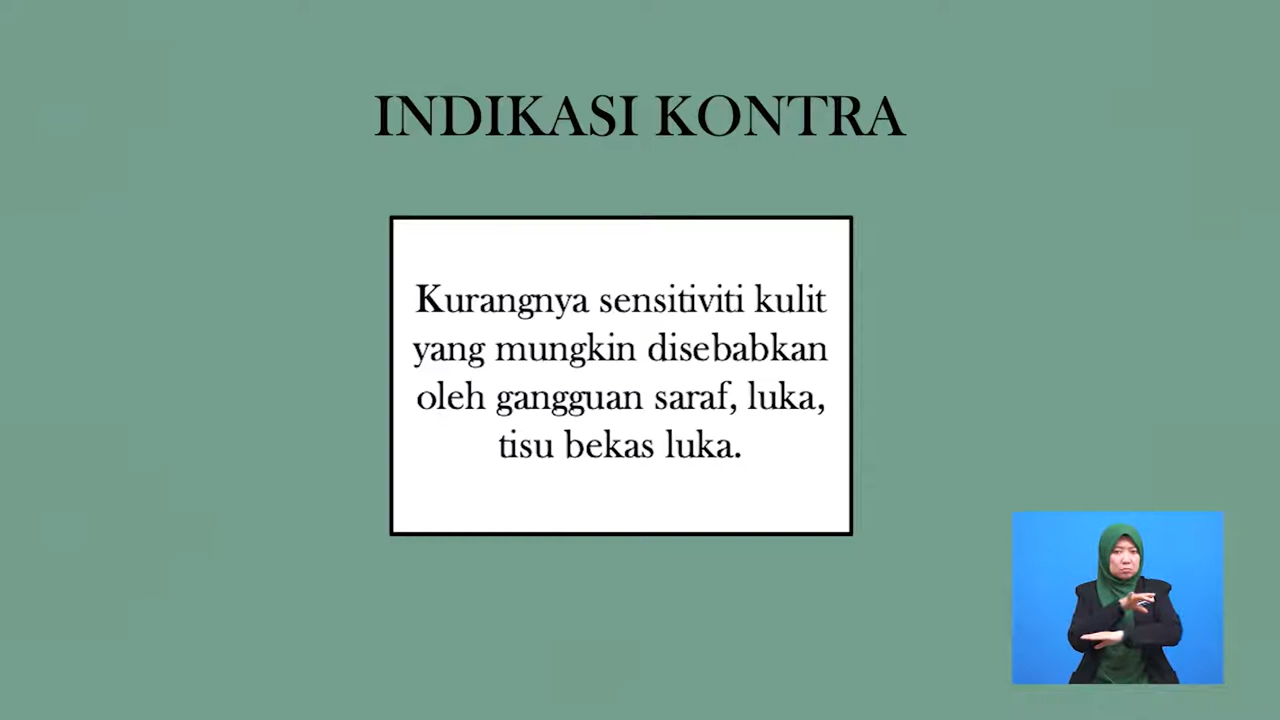 INDIKASI KONTRA
Kurangnya sensitiviti kulit
yang mungkin disebabkan
oleh gangguan saraf, luka,
tisu bekas luka.